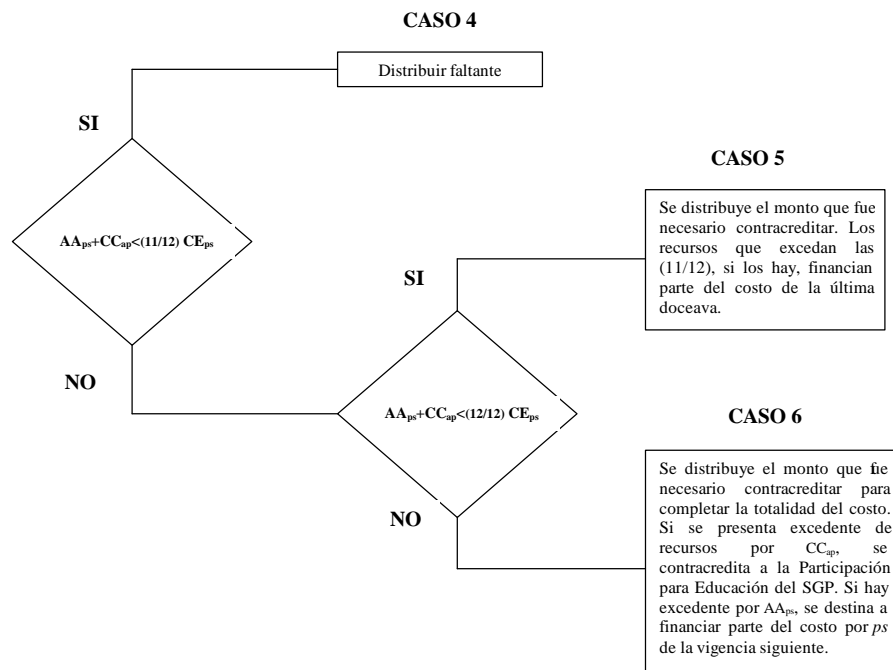 CASO 4
Distribuir faltante
SI
AAps+CCap<(11/12) CEps
NO
CASO 5
Se distribuye el monto que fue
necesario contracreditar. Los
recursos que excedan las
(11/12), si los hay, financian
parte del costo de la última
doceava.
SI
AAps+CCap<(12/12) CEps
NO
CASO 6
Se distribuye el monto que fue
necesario contracreditar para
completar la totalidad del costo.
Si se presenta excedente de
recursos por CCap, se
contracredita a la Participación
para Educación del SGP. Si hay
excedente por AAps, se destina a
financiar parte del costo por ps
de la vigencia siguiente.